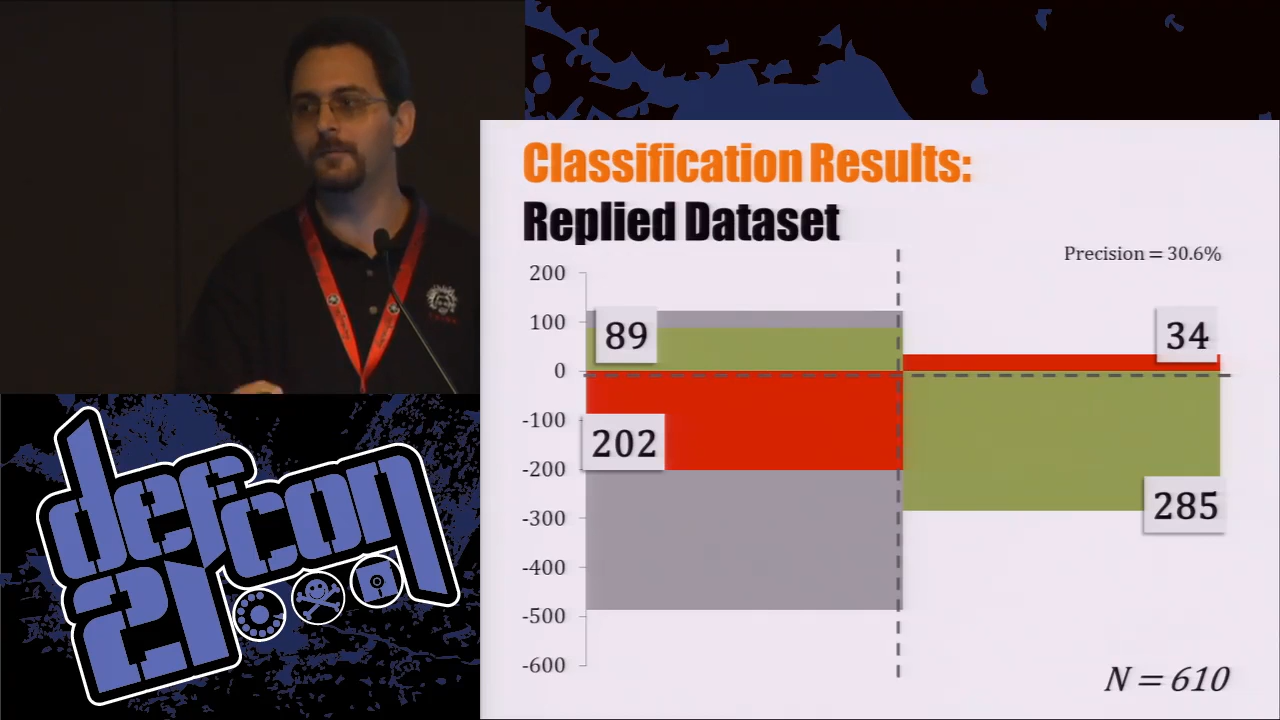 Classification Results:
Replied Dataset
Precision = 30.6%
200
100
0
-100
-200
-300
-400
-500
-600
89
34
202
285
N = 610
defcon
21